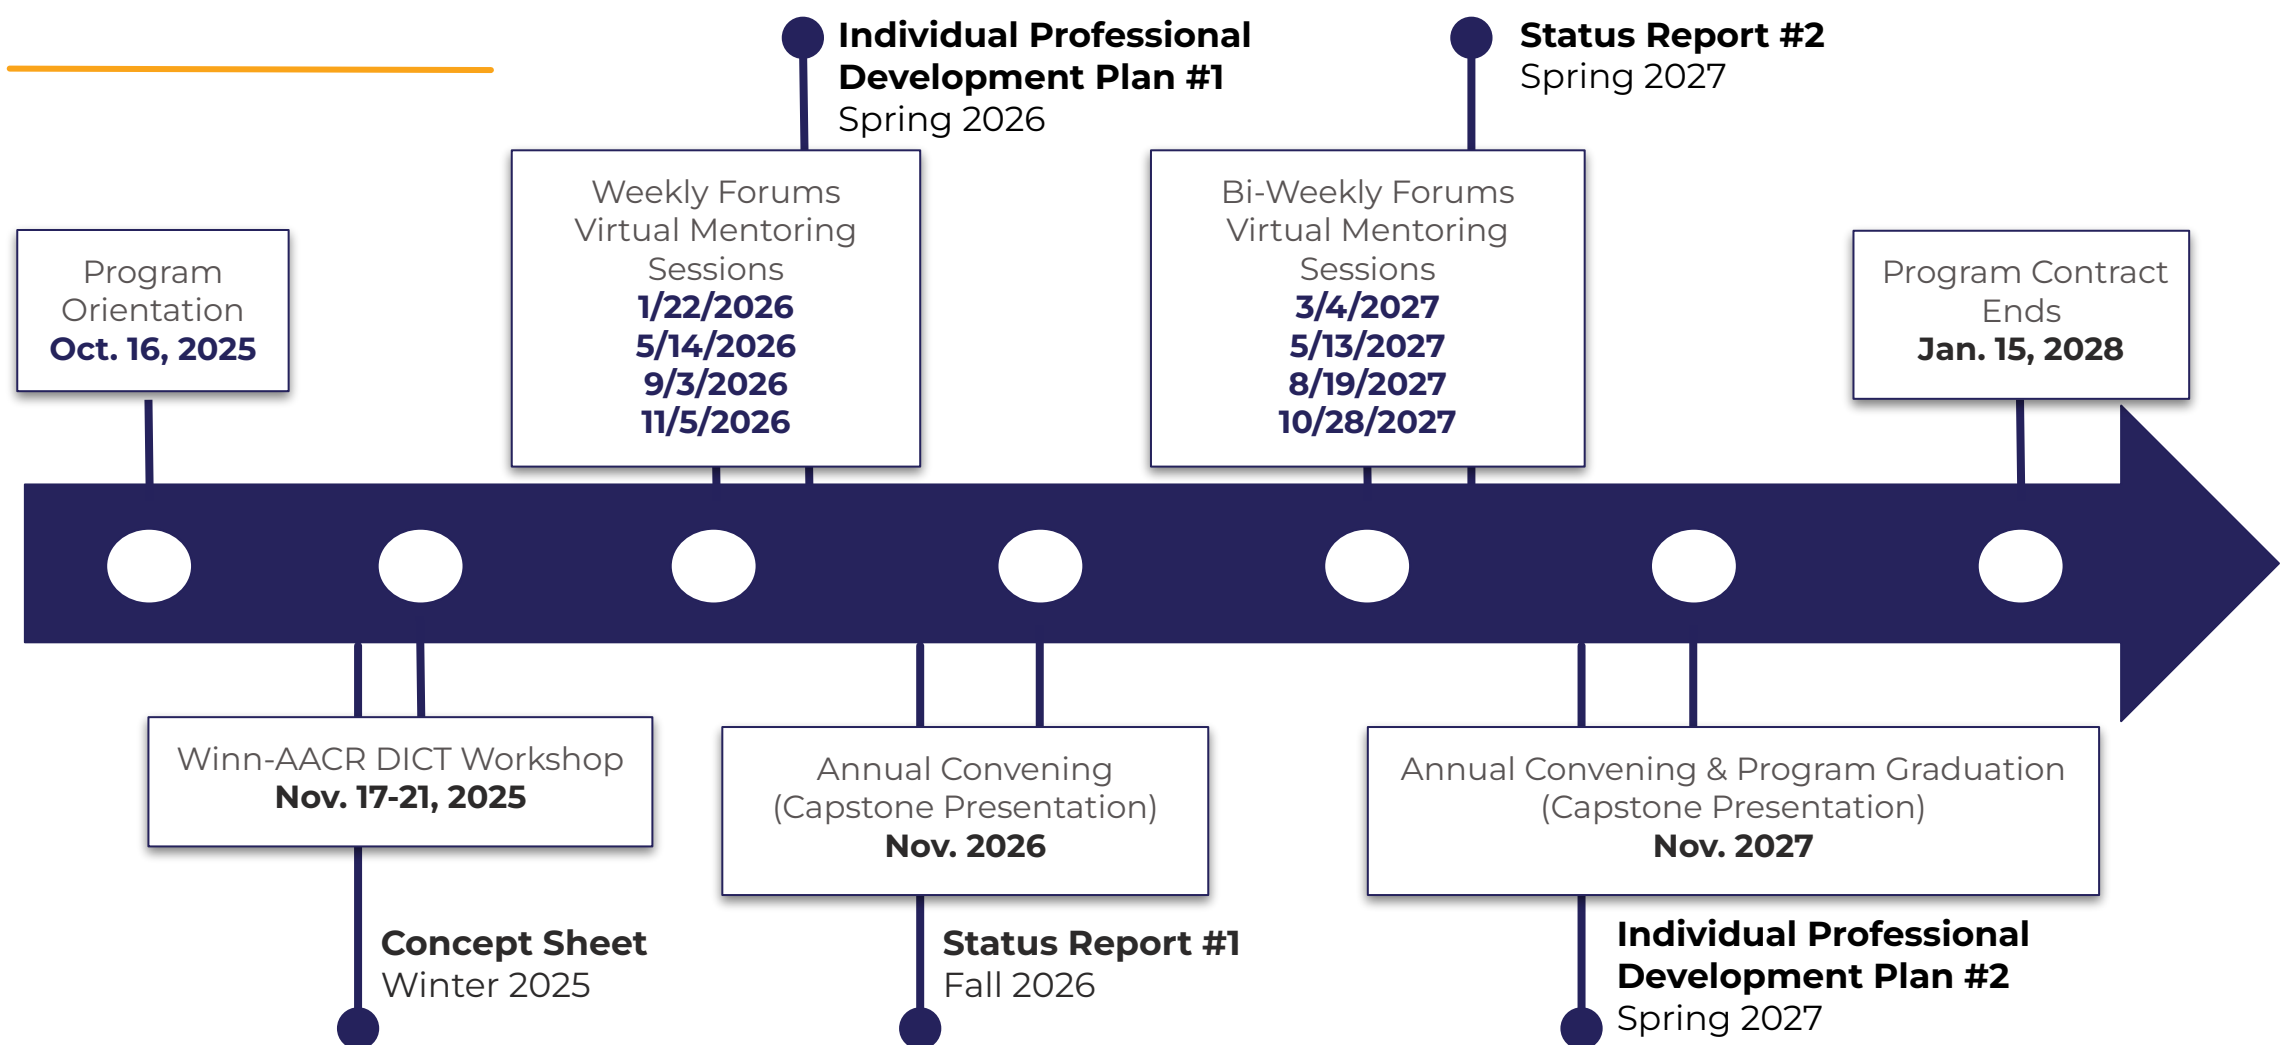 Individual Professional
Development Plan #1
Spring 2026
Status Report #2
Spring 2027
Program
Orientation
Oct. 16, 2025
Weekly Forums
Virtual Mentoring
Sessions
1/22/2026
5/14/2026
9/3/2026
11/5/2026
Bi-Weekly Forums
Virtual Mentoring
Sessions
3/4/2027
5/13/2027
8/19/2027
10/28/2027
Program Contract
Ends
Jan. 15, 2028
Winn-AACR DICT Workshop
Nov. 17-21, 2025
Annual Convening
(Capstone Presentation)
Nov. 2026
Annual Convening & Program Graduation
(Capstone Presentation)
Nov. 2027
Concept Sheet
Winter 2025
Status Report #1
Fall 2026
Individual Professional
Development Plan #2
Spring 2027